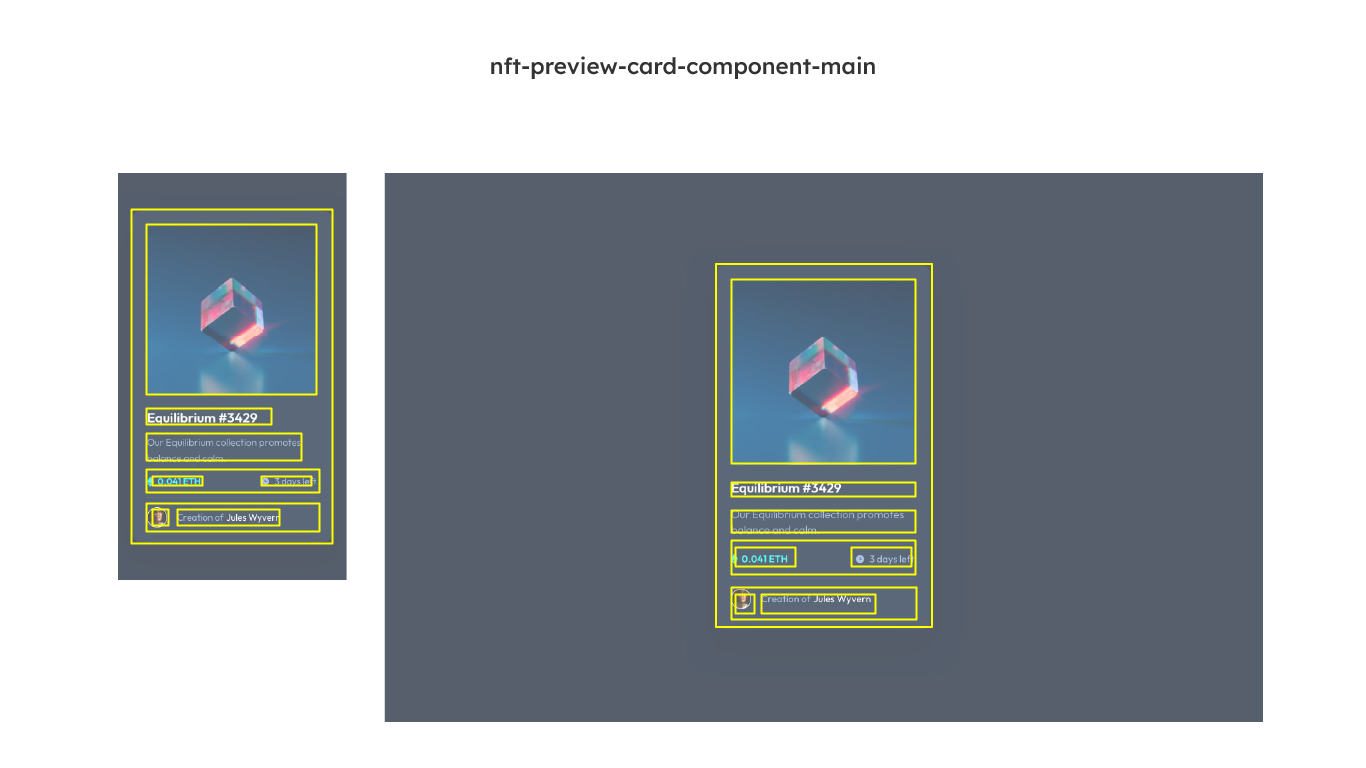 nft-preview-card-component-main
Equilibrium #3429
Our Equilibrium collection promotes
balance and calm.
0.041 ETH
3 days left
Creation of Jules Wyvern
Equilibrium #3429
Our Equilibrium collection promotes
balance and calm.
0.041 ETH
3 days left
Creation of Jules Wyvern